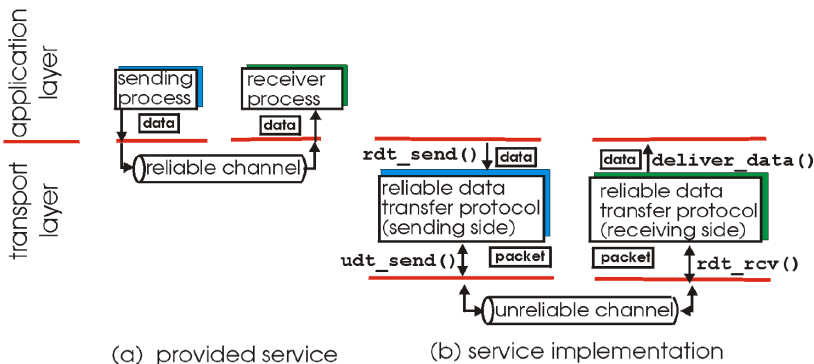 application
layer
transport
layer
sending
process
data
receiver
process
data
reliable channel
(a) provided service
rdt_send()
data
reliable data
transfer protocol
(sending side)
udt_send()
packet
data
deliver_data()
reliable data
transfer protocol
(receiving side)
packet
rdt_rcv()
unreliable channel
(b) service implementation